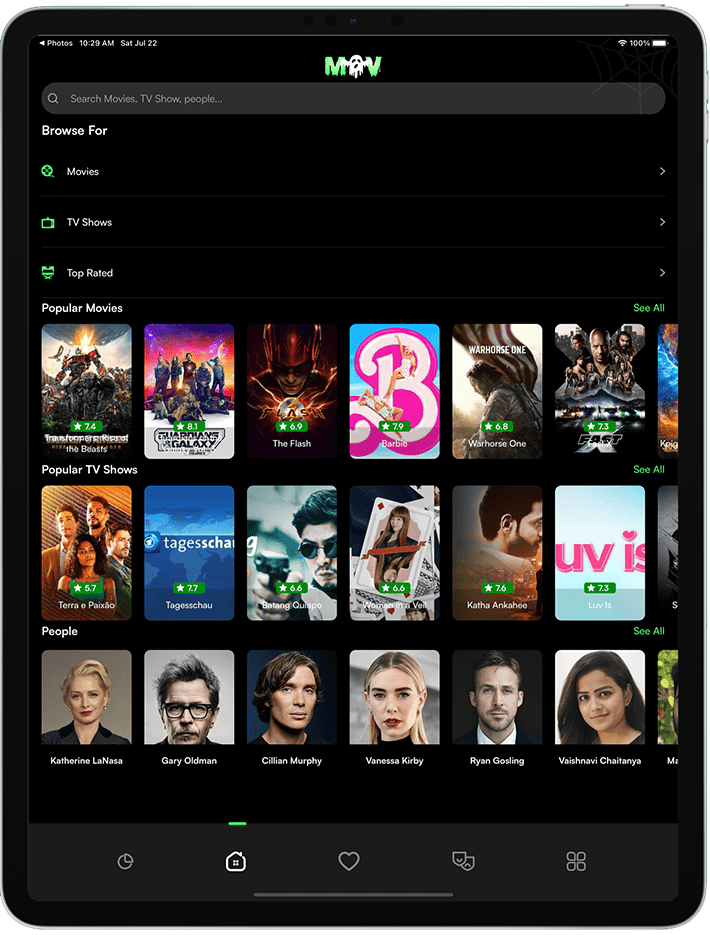 ◀ Photos 10:29 AM Sat Jul 22
100%
MOV
Search Movies, TV Show, people...
Browse For
Movies
TV Shows
Top Rated
Popular Movies
See All
WARHORSE ONE
GUARDIANS
GALAXY
FLASH
B
FAST
7.4
8.1
6.9
7.9
6.8
7.3
Transformers: Rise of
the Beasts
The Flash
Barbie
Warhorse One
Popular TV Shows
See All
tagesschau
luv is
5.7
7.7
6.6
6.6
7.6
7.3
Terra e Paixão
Tagesschau
Batang Quiapo
Woman in a Veil
Katha Ankahee
Luv Is
S
People
See All
Katherine LaNasa
Gary Oldman
Cillian Murphy
Vanessa Kirby
Ryan Gosling
Vaishnavi Chaitanya
Ma